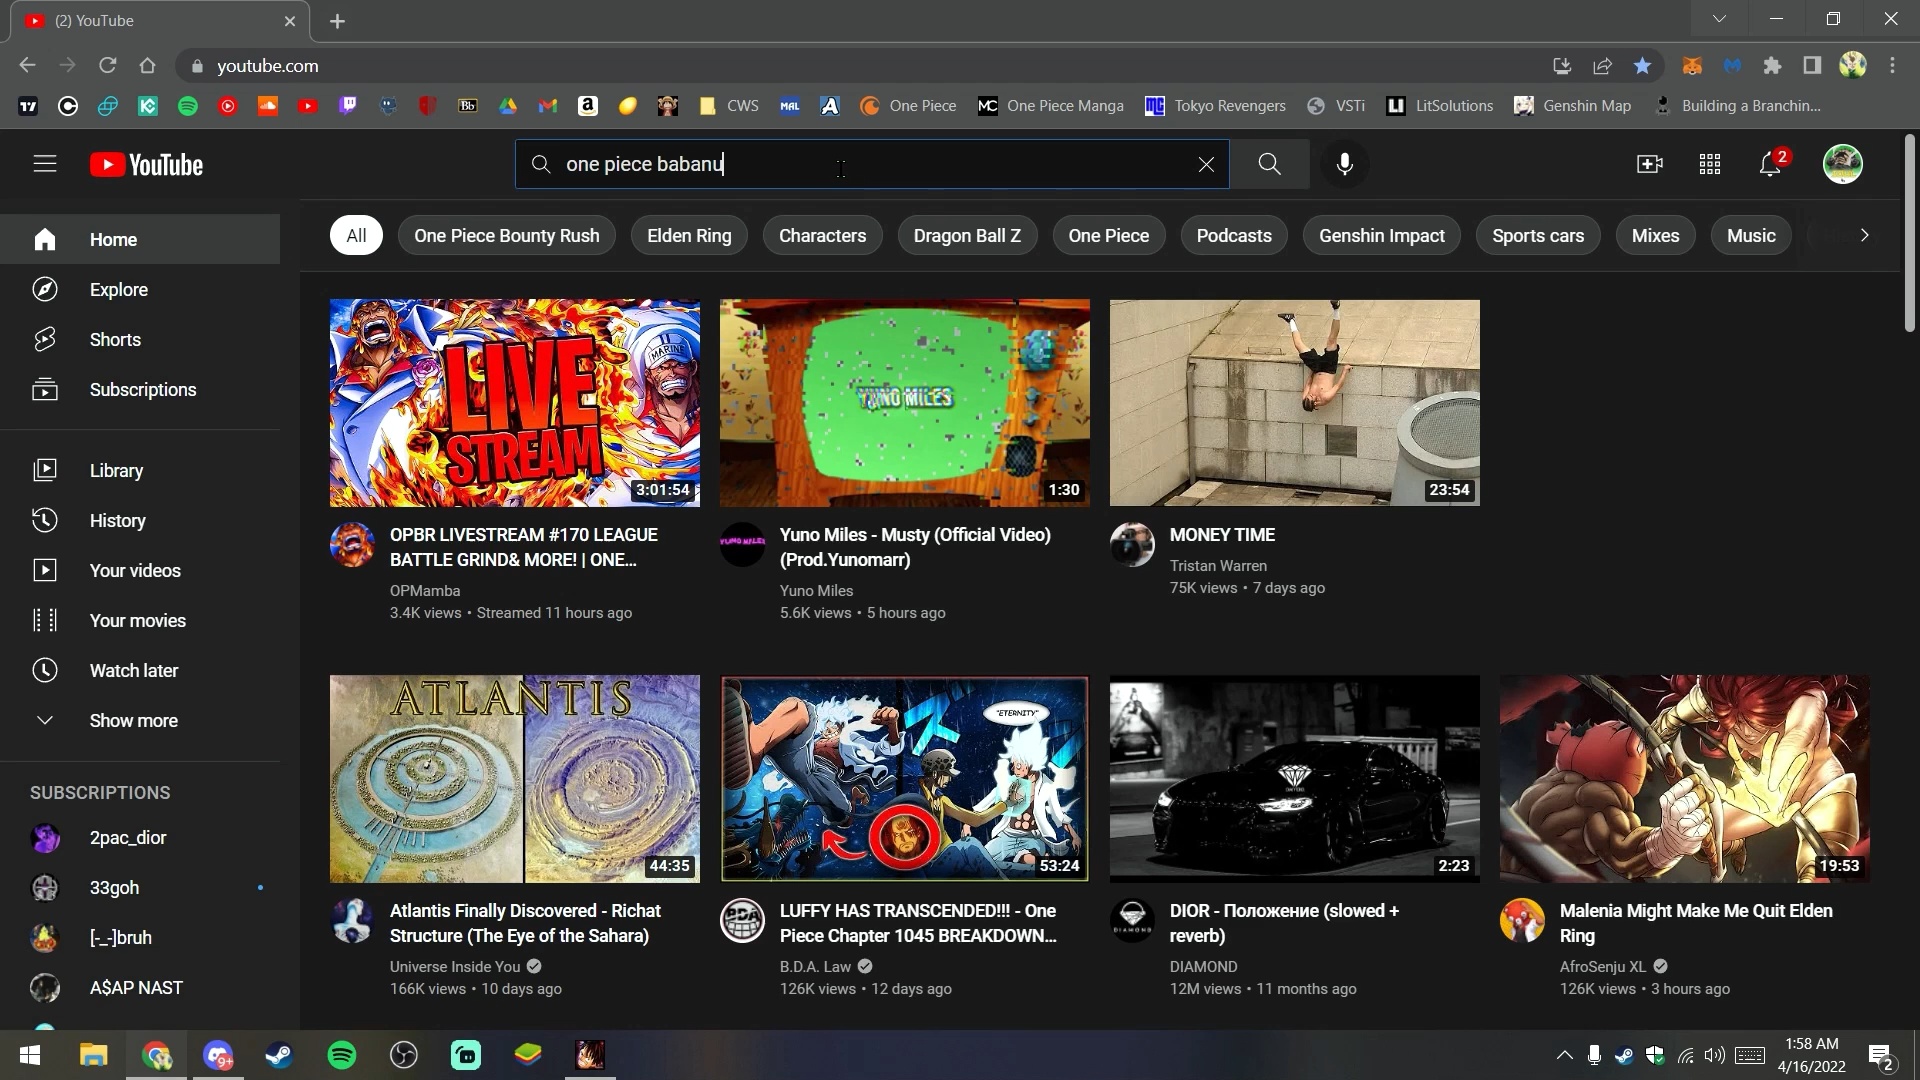 (2) YouTube
youtube.com
CWS
MAL
One Piece
MC One Piece Manga
Tokyo Revengers
VSTi
LitSolutions
Genshin Map
Building a Branchin...
YouTube
one piece babanu
2
All
One Piece Bounty Rush
Elden Ring
Characters
Dragon Ball Z
One Piece
Podcasts
Genshin Impact
Sports cars
Mixes
Music
Home
Explore
Shorts
Subscriptions
Library
History
Your videos
Your movies
Watch later
Show more
SUBSCRIPTIONS
2pac_dior
33goh
[-_-]bruh
A$AP NAST
LIVE
STREAM
MARINE
3:01:54
OPBR LIVESTREAM #170 LEAGUE
BATTLE GRIND& MORE! | ONE...
OPMamba
3.4K views • Streamed 11 hours ago
YUNO MILES
1:30
Yuno Miles - Musty (Official Video)
(Prod.Yunomarr)
Yuno Miles
5.6K views • 5 hours ago
23:54
MONEY TIME
Tristan Warren
75K views • 7 days ago
ATLANTIS
44:35
Atlantis Finally Discovered - Richat
Structure (The Eye of the Sahara)
Universe Inside You
166K views • 10 days ago
"ETERNITY"
53:24
LUFFY HAS TRANSCENDED!!! - One
Piece Chapter 1045 BREAKDOWN...
B.D.A. Law
126K views • 12 days ago
2:23
DIOR - Положение (slowed +
reverb)
DIAMOND
12M views • 11 months ago
19:53
Malenia Might Make Me Quit Elden
Ring
AfroSenju XL
126K views • 3 hours ago
9+
1:58 AM
4/16/2022
2